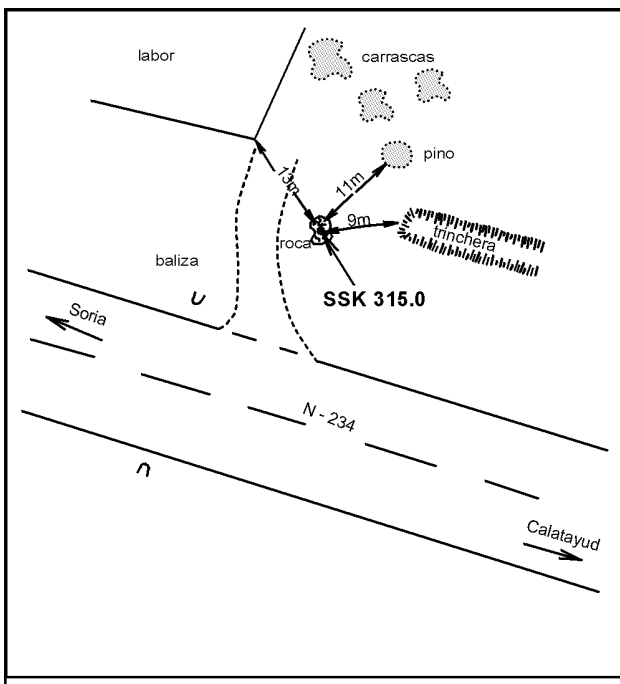 labor
carrascas
pino
13m
11m
9m
trinchera
roca
baliza
SSK 315.0
Soria
N - 234
Calatayud